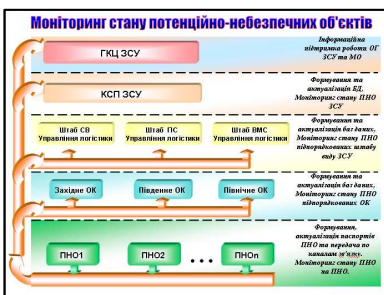 Моніторинг стану потенційно-небезпечних об'єктів
ГКЦ ЗСУ
Інформаційна
підтримка роботи ОГ
ЗСУ та МО
КСП ЗСУ
Формування та
актуалізація БД,
Моніторинг стану ПНО
ЗСУ
Штаб СВ
Управління логістики
Штаб ПС
Управління логістики
Штаб ВМС
Управління логістики
Формування та
актуалізація баз даних,
Моніторинг стану ПНО
підпорядкованих штабу
виду ЗСУ
Західне ОК
Південне ОК
Північне ОК
Формування та
актуалізація баз даних,
Моніторинг стану ПНО
підпорядкованих ОК
ПНО1
ПНО2
• • •
ПНОn
Формування,
актуалізація паспортів
ПНО та передача по
каналам зв'язку.
Моніторинг стану ПНО
на ПНО.